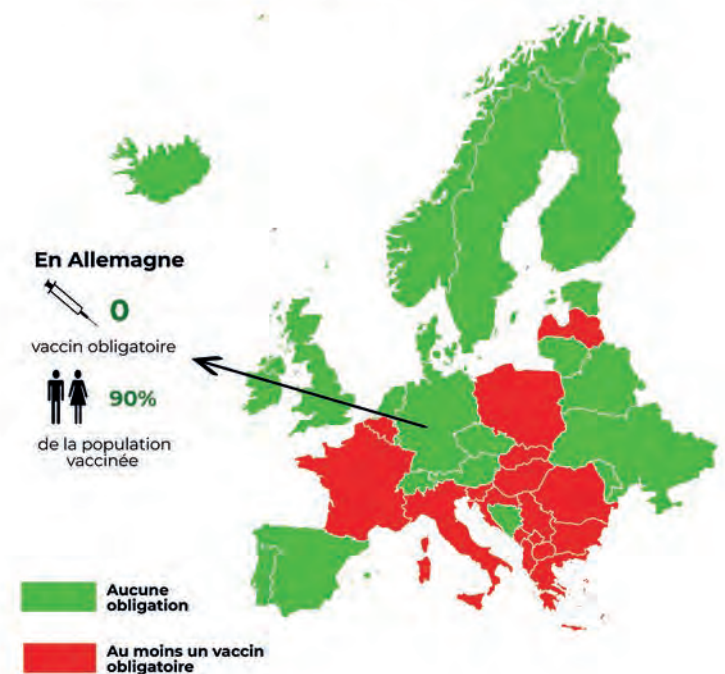 En Allemagne
0
vaccin obligatoire
90%
de la population
vaccinée
Aucune
obligation
Au moins un vaccin
obligatoire